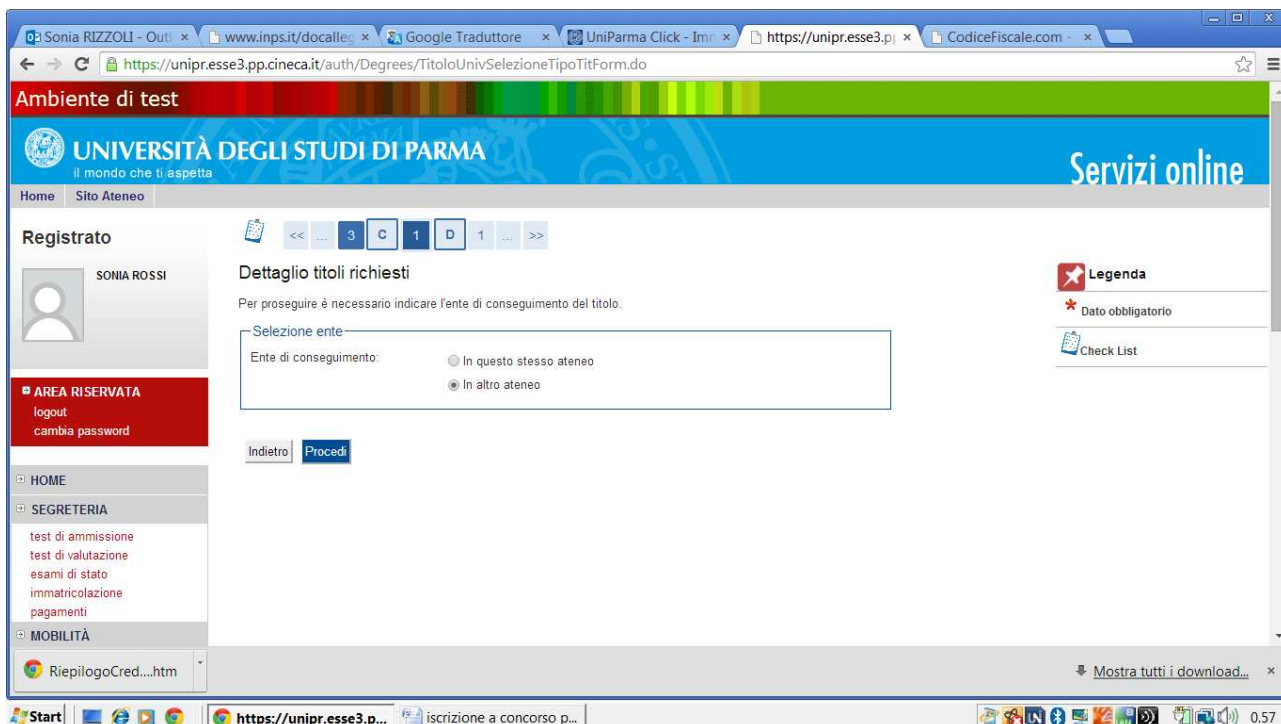 Sonia RIZZOLI - Outl
www.inps.it/docalleg
Google Traduttore
UniParma Click - Imm
https://unipr.esse3.pp
CodiceFiscale.com -
https://unipr.esse3.pp.cineca.it/auth/Degrees/TitoloUnivSelezioneTipoTitForm.do
Ambiente di test
UNIVERSITÀ DEGLI STUDI DI PARMA
il mondo che ti aspetta
Servizi online
Home Sito Ateneo
Registrato
SONIA ROSSI
<< ... 3 C 1 D 1 ... >>
Dettaglio titoli richiesti
Per proseguire è necessario indicare l'ente di conseguimento del titolo.
Selezione ente
Ente di conseguimento:
In questo stesso ateneo
In altro ateneo
Indietro Procedi
Legenda
* Dato obbligatorio
Check List
AREA RISERVATA
logout
cambia password
HOME
SEGRETERIA
test di ammissione
test di valutazione
esami di stato
immatricolazione
pagamenti
MOBILITÀ
RiepilogoCred....htm
Mostra tutti i download...
Start
https://unipr.esse3.p...
iscrizione a concorso p...
0.57